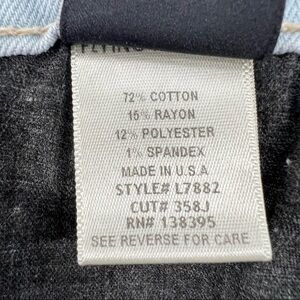 FLYING
72% COTTON
15% RAYON
12% POLYESTER
1% SPANDEX
MADE IN U.S.A
STYLE# L7882
CUT# 358J
RN# 138395
SEE REVERSE FOR CARE